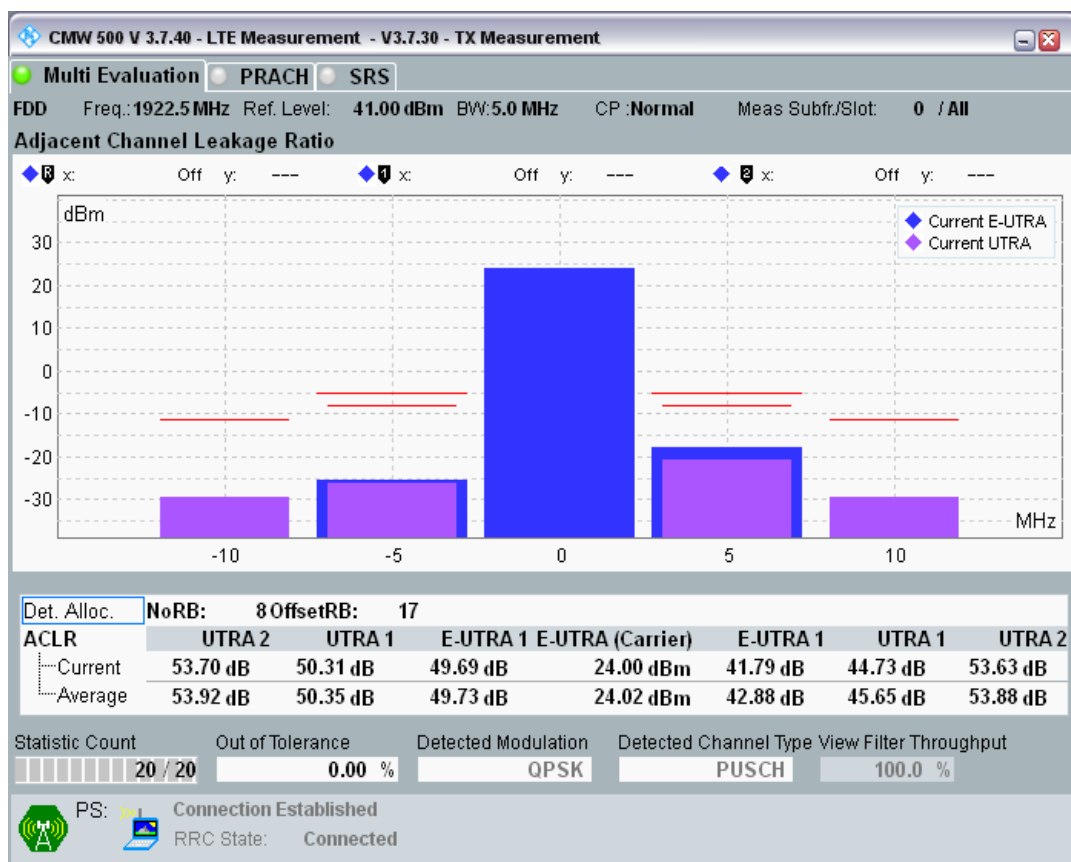 CMW 500 V 3.7.40 - LTE Measurement - V3.7.30 - TX Measurement
Multi Evaluation PRACH SRS
FDD Freq.: 1922.5 MHz Ref. Level: 41.00 dBm BW: 5.0 MHz CP : Normal Meas Subfr./Slot: 0 / All
Adjacent Channel Leakage Ratio
R x: Off y: --- 1 x: Off y: --- 2 x: Off y: ---
dBm
Current E-UTRA
Current UTRA
30
20
10
0
-10
-20
-30
MHz
-10 -5 0 5 10
Det. Alloc. NoRB: 8 OffsetRB: 17
ACLR UTRA 2 UTRA 1 E-UTRA 1 E-UTRA (Carrier) E-UTRA 1 UTRA 1 UTRA 2
Current 53.70 dB 50.31 dB 49.69 dB 24.00 dBm 41.79 dB 44.73 dB 53.63 dB
Average 53.92 dB 50.35 dB 49.73 dB 24.02 dBm 42.88 dB 45.65 dB 53.88 dB
Statistic Count Out of Tolerance Detected Modulation Detected Channel Type View Filter Throughput
20 / 20 0.00 % QPSK PUSCH 100.0 %
PS: Connection Established
RRC State: Connected